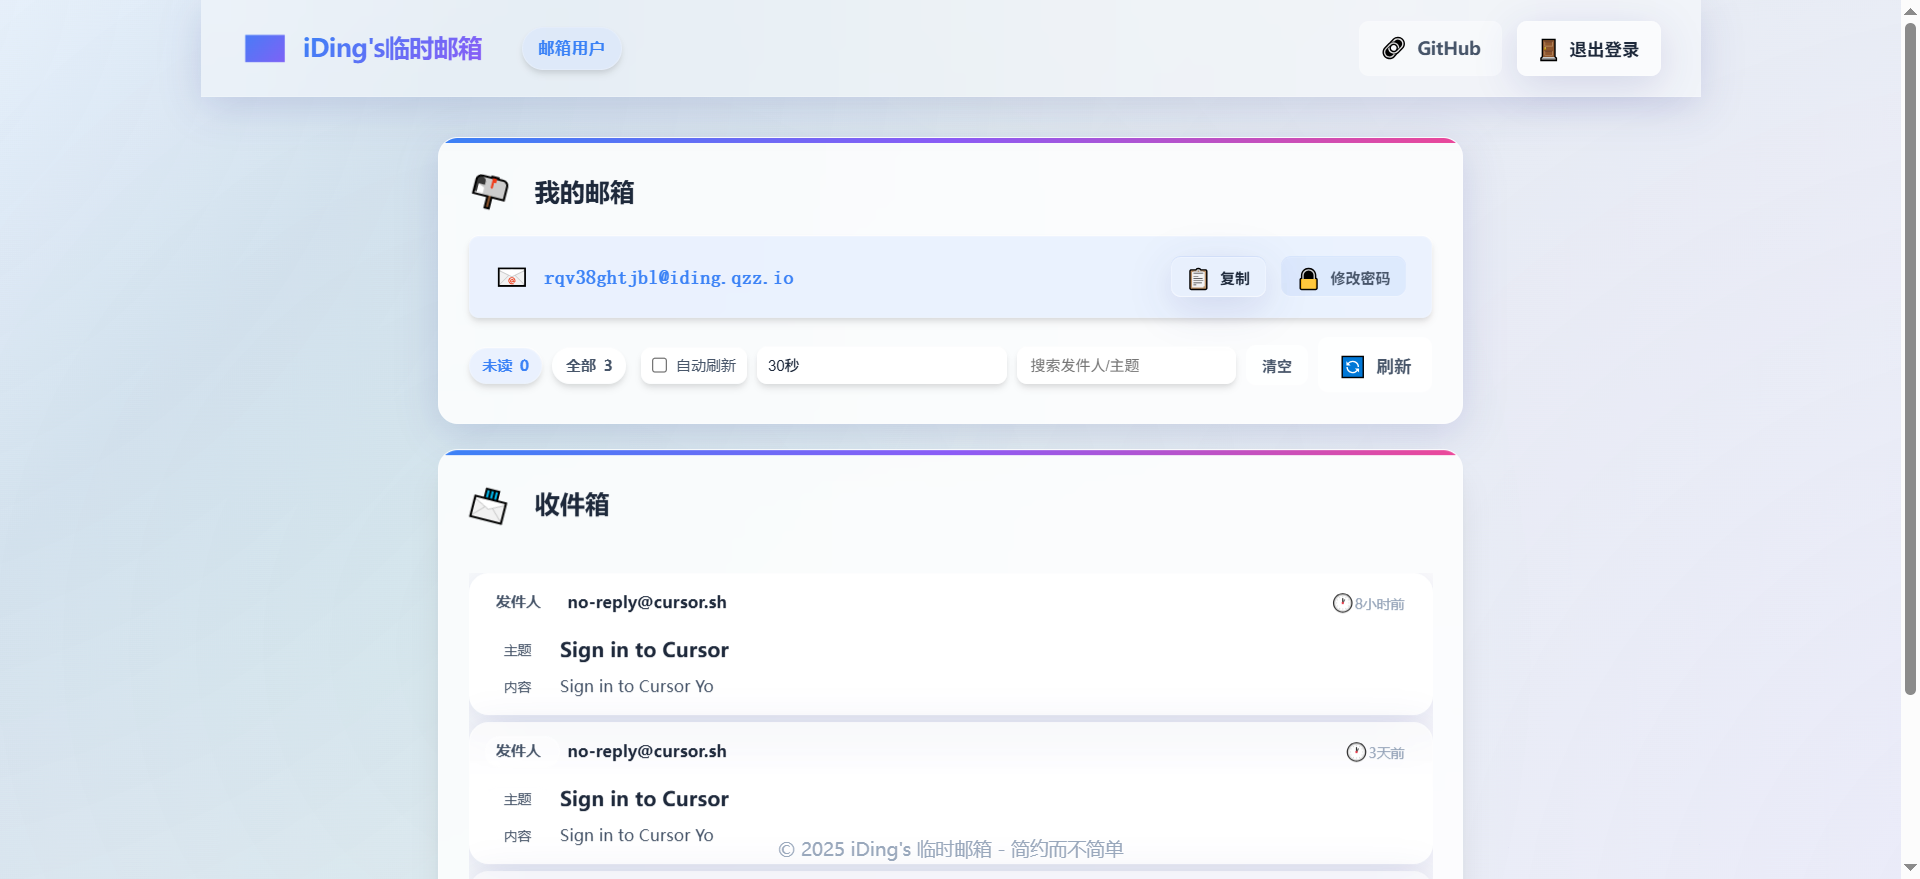 iDing's临时邮箱 邮箱用户 GitHub 退出登录
我的邮箱
rqv38ghtjbl@iding.qzz.io 复制 修改密码
未读 0 全部 3 自动刷新 30秒 搜索发件人/主题 清空 刷新
收件箱
发件人 no-reply@cursor.sh 8小时前
主题 Sign in to Cursor
内容 Sign in to Cursor Yo
发件人 no-reply@cursor.sh 3天前
主题 Sign in to Cursor
内容 Sign in to Cursor Yo
© 2025 iDing's 临时邮箱 - 简约而不简单